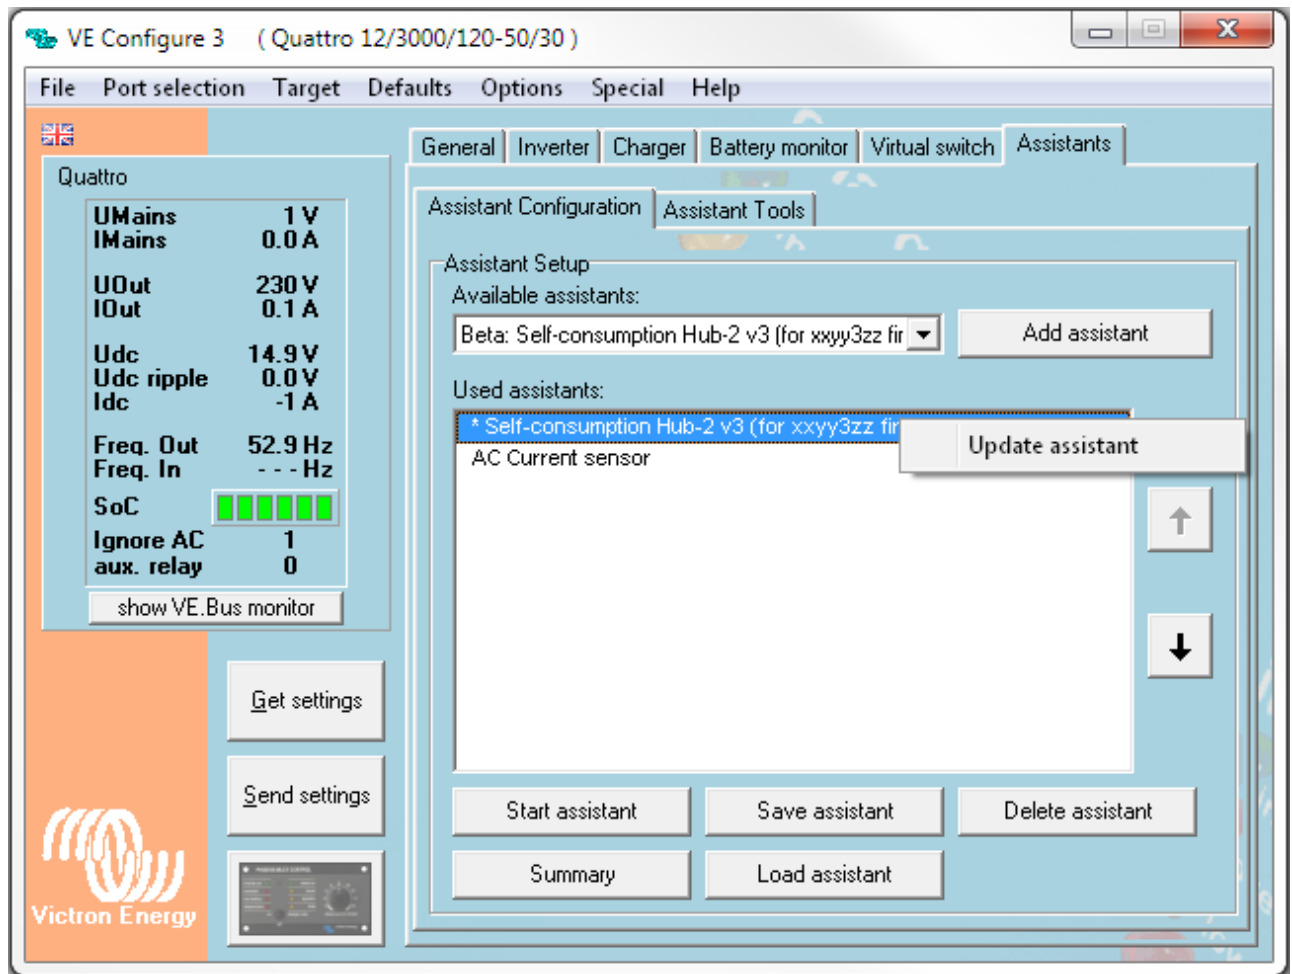 VE Configure 3 ( Quattro 12/3000/120-50/30 )
File Port selection Target Defaults Options Special Help
General Inverter Charger Battery monitor Virtual switch Assistants
Quattro
UMains 1 V
IMains 0.0 A
UOut 230 V
IOut 0.1 A
Udc 14.9 V
Udc ripple 0.0 V
Idc -1 A
Freq. Out 52.9 Hz
Freq. In - - - Hz
SoC
Ignore AC 1
aux. relay 0
show VE.Bus monitor
Get settings
Send settings
Victron Energy
Assistant Configuration Assistant Tools
Assistant Setup
Available assistants:
Beta: Self-consumption Hub-2 v3 (for xxyy3zz fir
Add assistant
Used assistants:
* Self-consumption Hub-2 v3 (for xxyy3zz fir
Update assistant
AC Current sensor
Start assistant Save assistant Delete assistant
Summary Load assistant